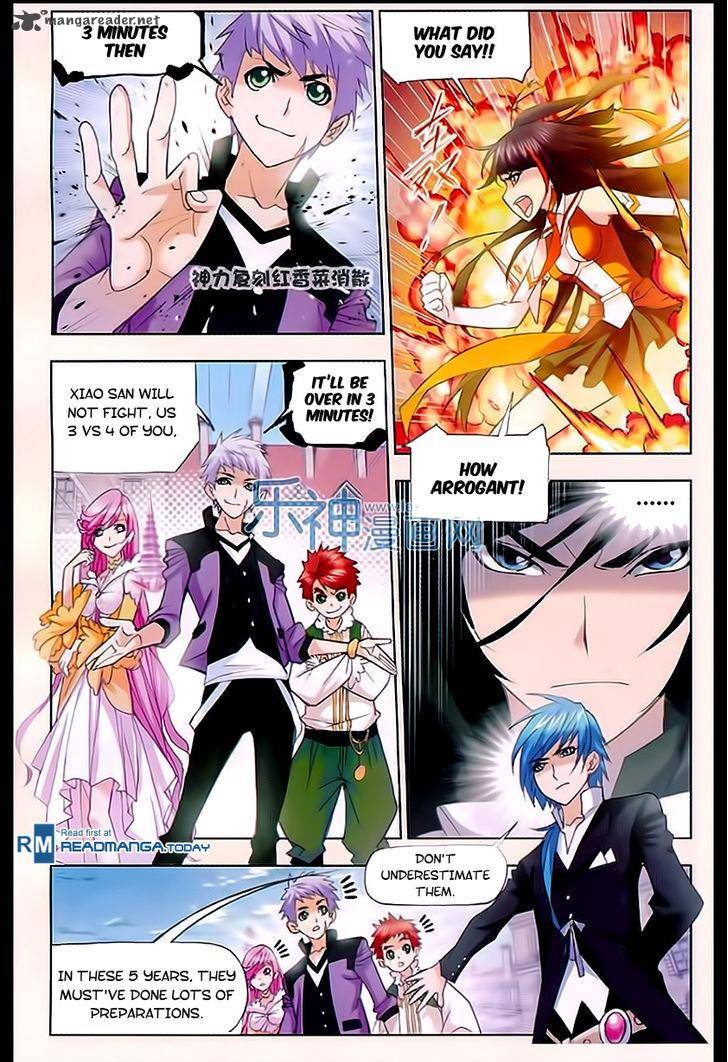 mangareader.net
3 MINUTES
THEN
WHAT DID
YOU SAY!!
神力复刻红香菜消散
轰
XIAO SAN WILL
NOT FIGHT, US
3 VS 4 OF YOU,
IT'LL BE
OVER IN 3
MINUTES!
HOW
ARROGANT!
......
乐神漫画网
RM
Read first at
READMANGA.TODAY
DON'T
UNDERESTIMATE
THEM.
IN THESE 5 YEARS, THEY
MUST'VE DONE LOTS OF
PREPARATIONS.